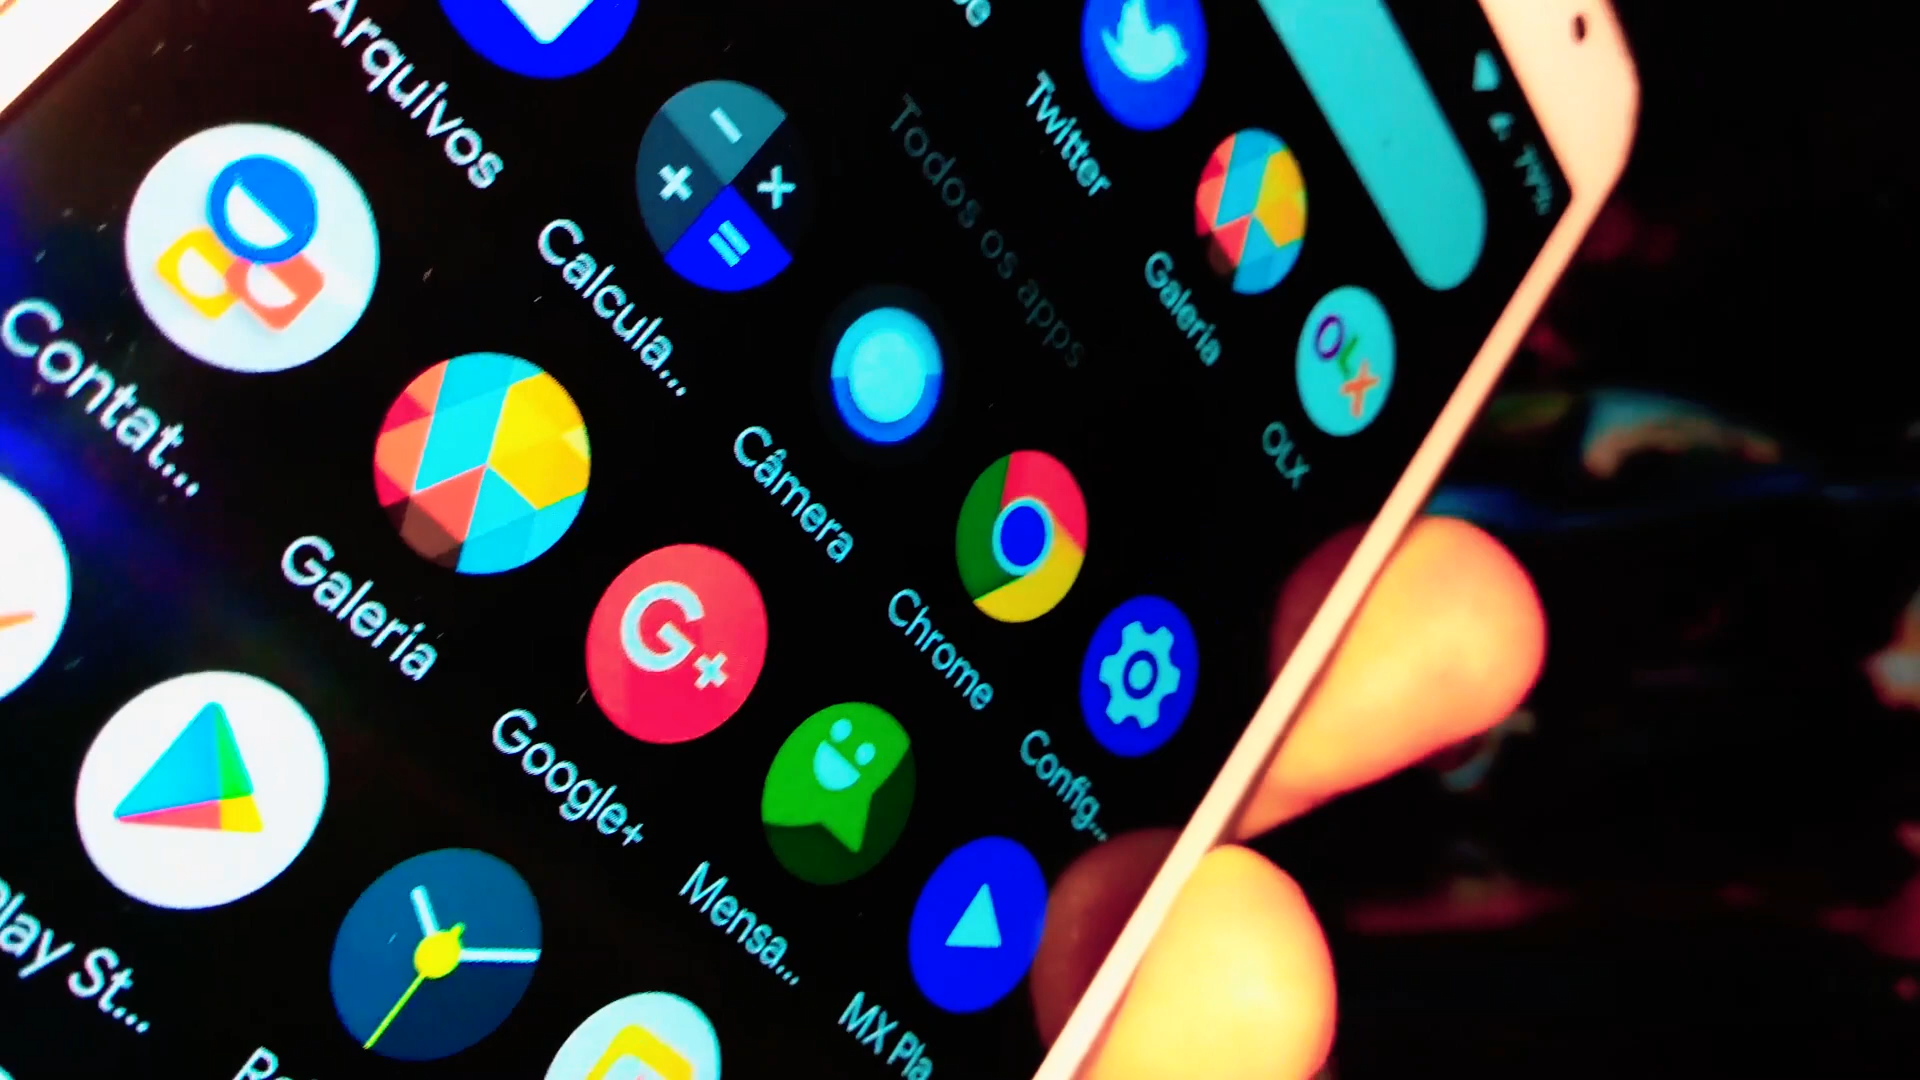 Twitter
Galeria
OLX
OLX
Todos os apps
Arquivos
Calcula...
Câmera
Chrome
Config...
Contat...
Galeria
G+
Google+
Mensa...
MX Pla
lay St...